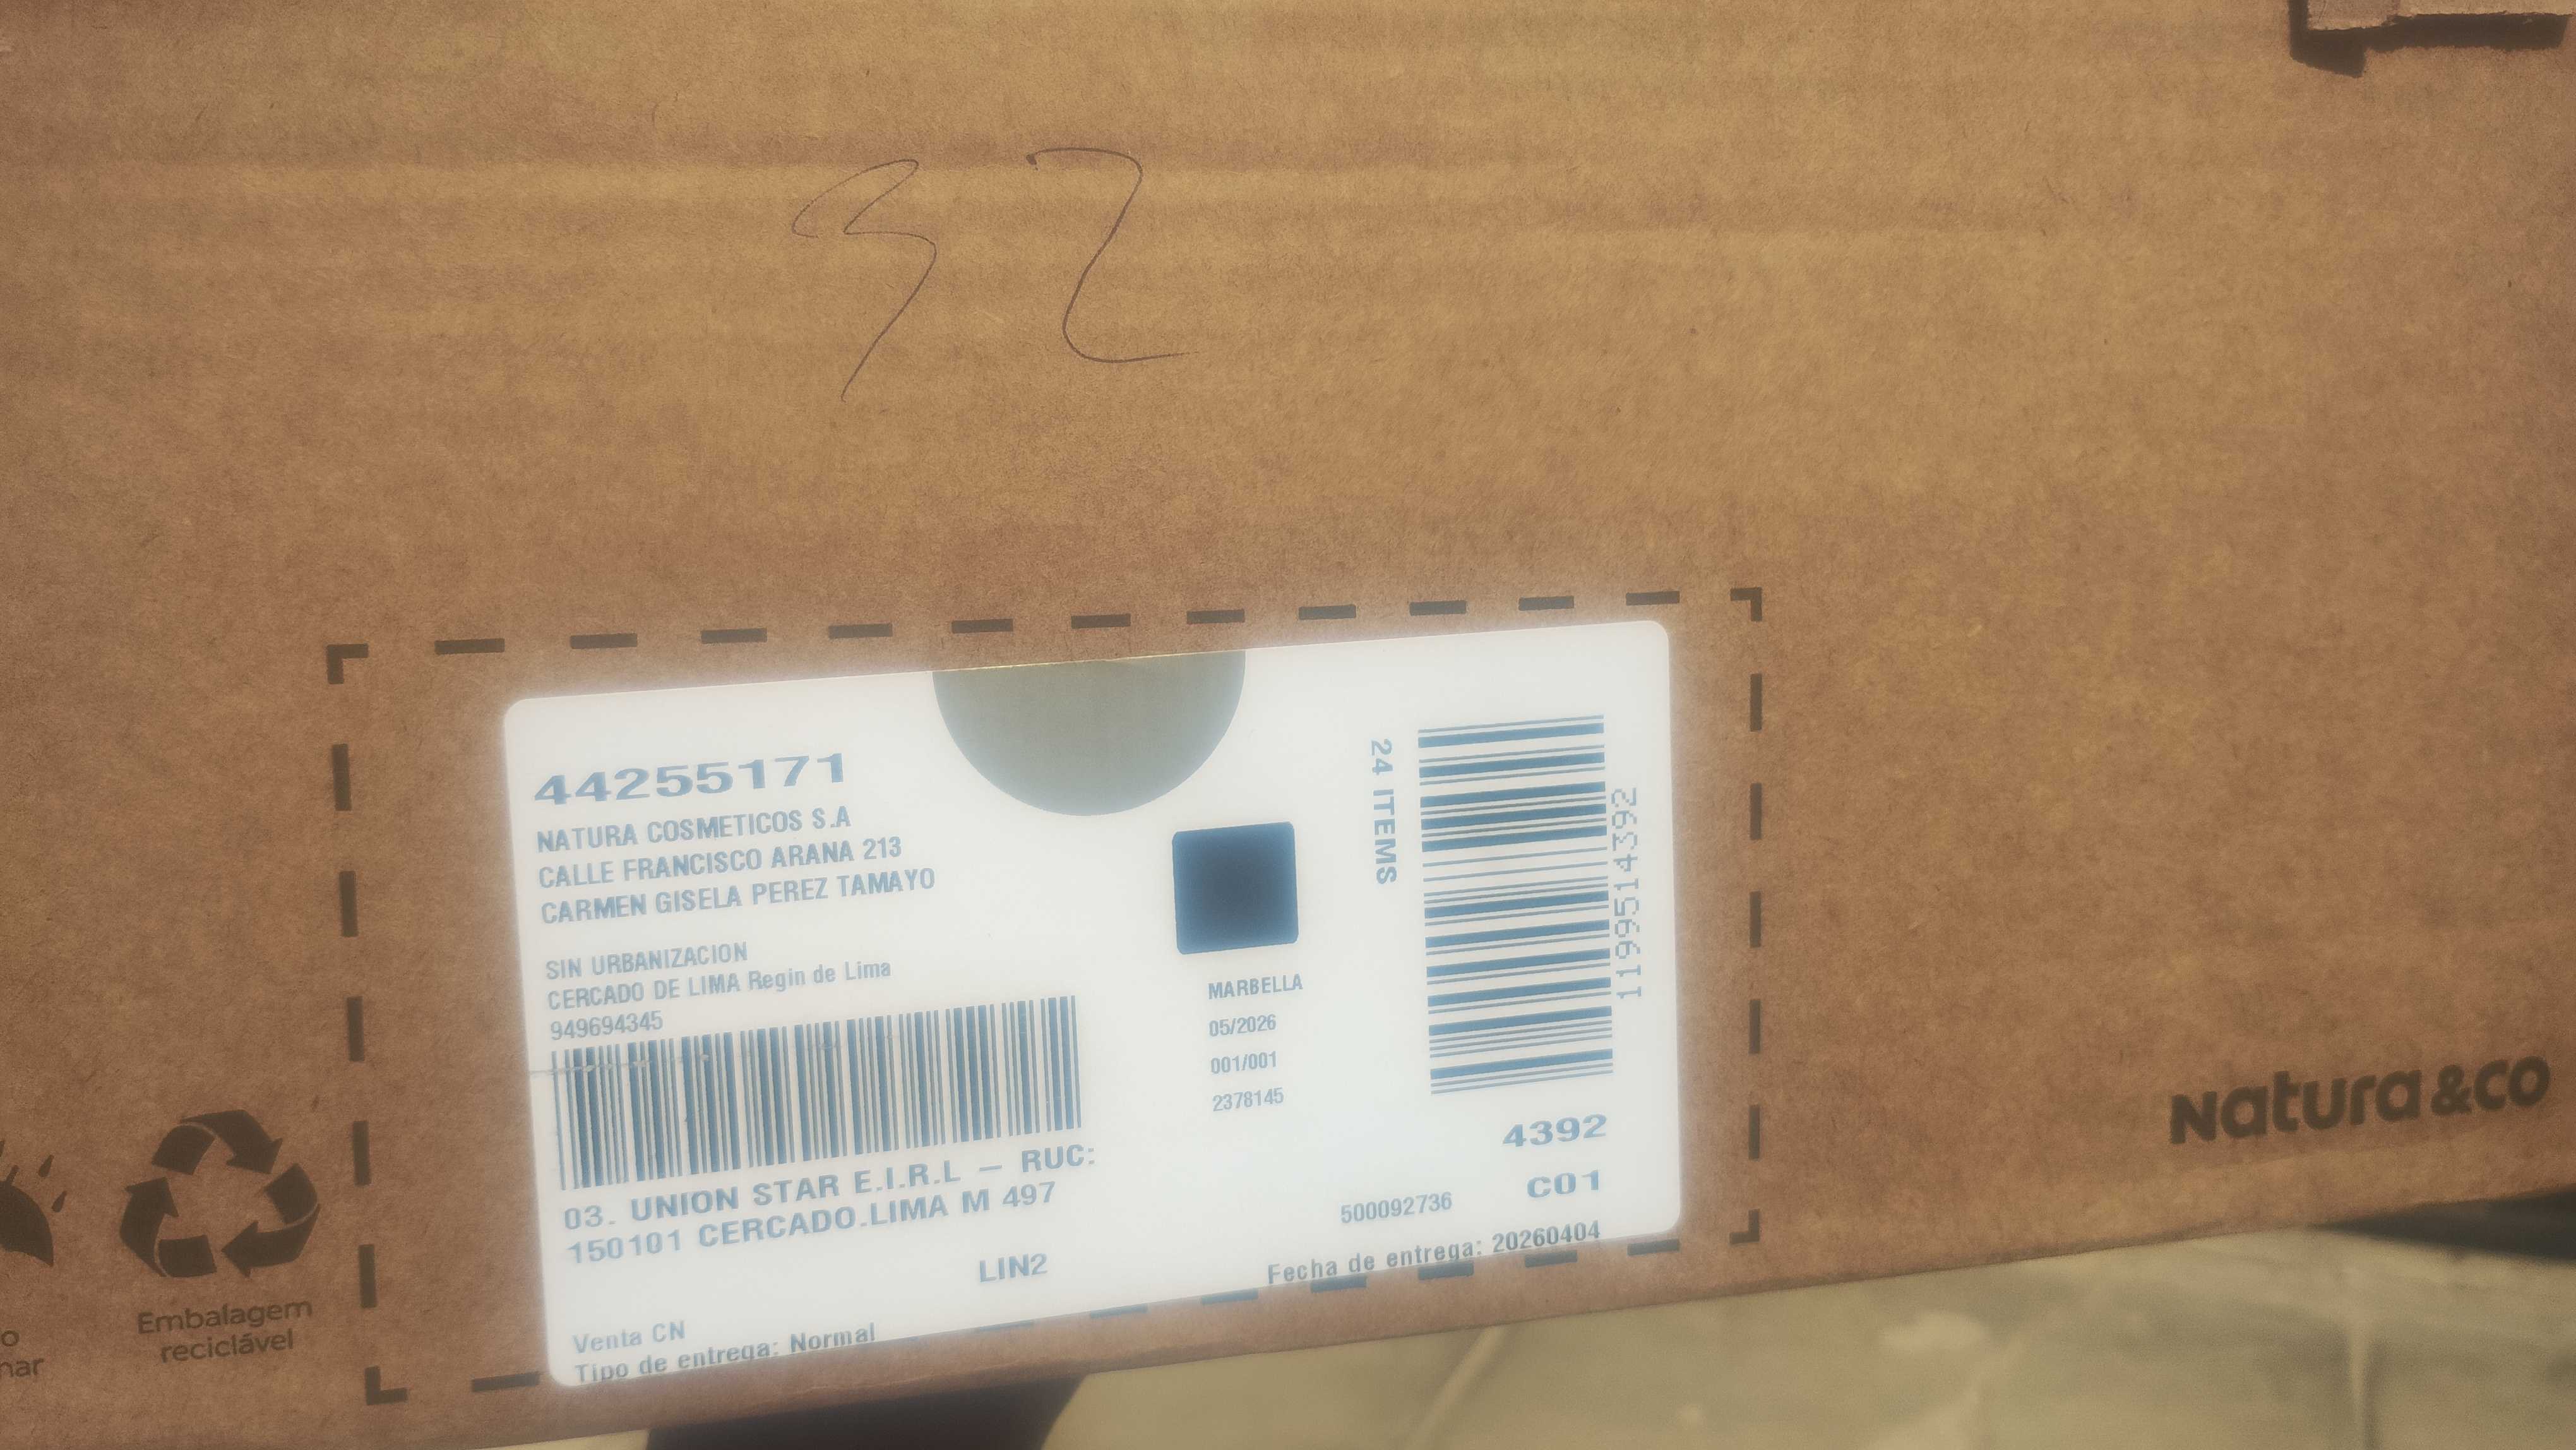 32
44255171
NATURA COSMETICOS S.A
CALLE FRANCISCO ARANA 213
CARMEN GISELA PEREZ TAMAYO
SIN URBANIZACION
CERCADO DE LIMA Regin de Lima
949694345
03. UNION STAR E.I.R.L – RUC:
150101 CERCADO.LIMA M 497
LIN2
Venta CN
Tipo de entrega: Normal
MARBELLA
05/2026
001/001
2378145
24 ITEMS
1199514392
4392
C01
500092736
Fecha de entrega: 20260404
Natura &co
Embalagem
reciclável